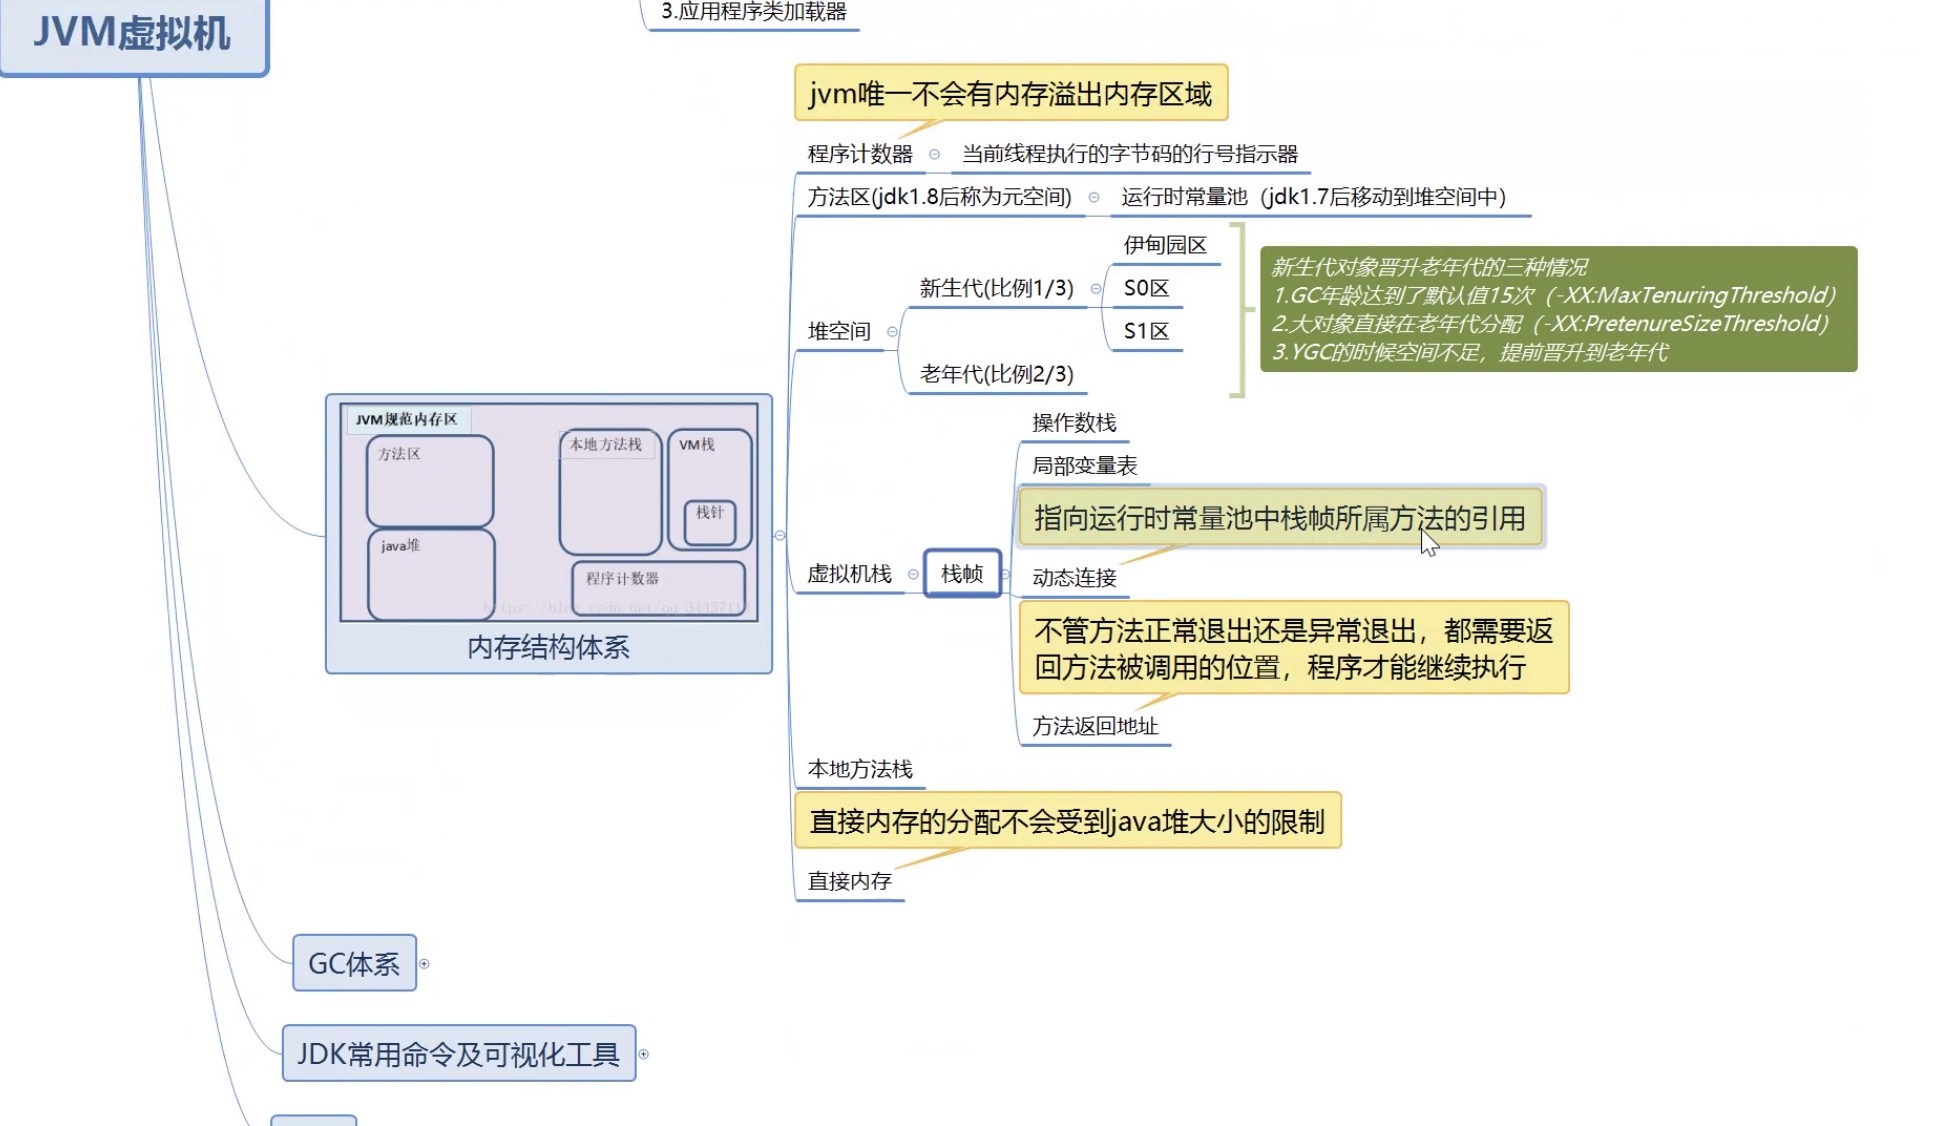 JVM虚拟机
3.应用程序类加载器
jvm唯一不会有内存溢出内存区域
程序计数器
当前线程执行的字节码的行号指示器
方法区(jdk1.8后称为元空间)
运行时常量池（jdk1.7后移动到堆空间中）
堆空间
新生代(比例1/3)
伊甸园区
S0区
S1区
老年代(比例2/3)
新生代对象晋升老年代的三种情况
1.GC年龄达到了默认值15次（-XX:MaxTenuringThreshold）
2.大对象直接在老年代分配（-XX:PretenureSizeThreshold）
3.YGC的时候空间不足，提前晋升到老年代
JVM规范内存区
方法区
本地方法栈
VM栈
栈针
java堆
程序计数器
内存结构体系
虚拟机栈
栈帧
操作数栈
局部变量表
指向运行时常量池中栈帧所属方法的引用
动态连接
不管方法正常退出还是异常退出，都需要返
回方法被调用的位置，程序才能继续执行
方法返回地址
本地方法栈
直接内存的分配不会受到java堆大小的限制
直接内存
GC体系
JDK常用命令及可视化工具